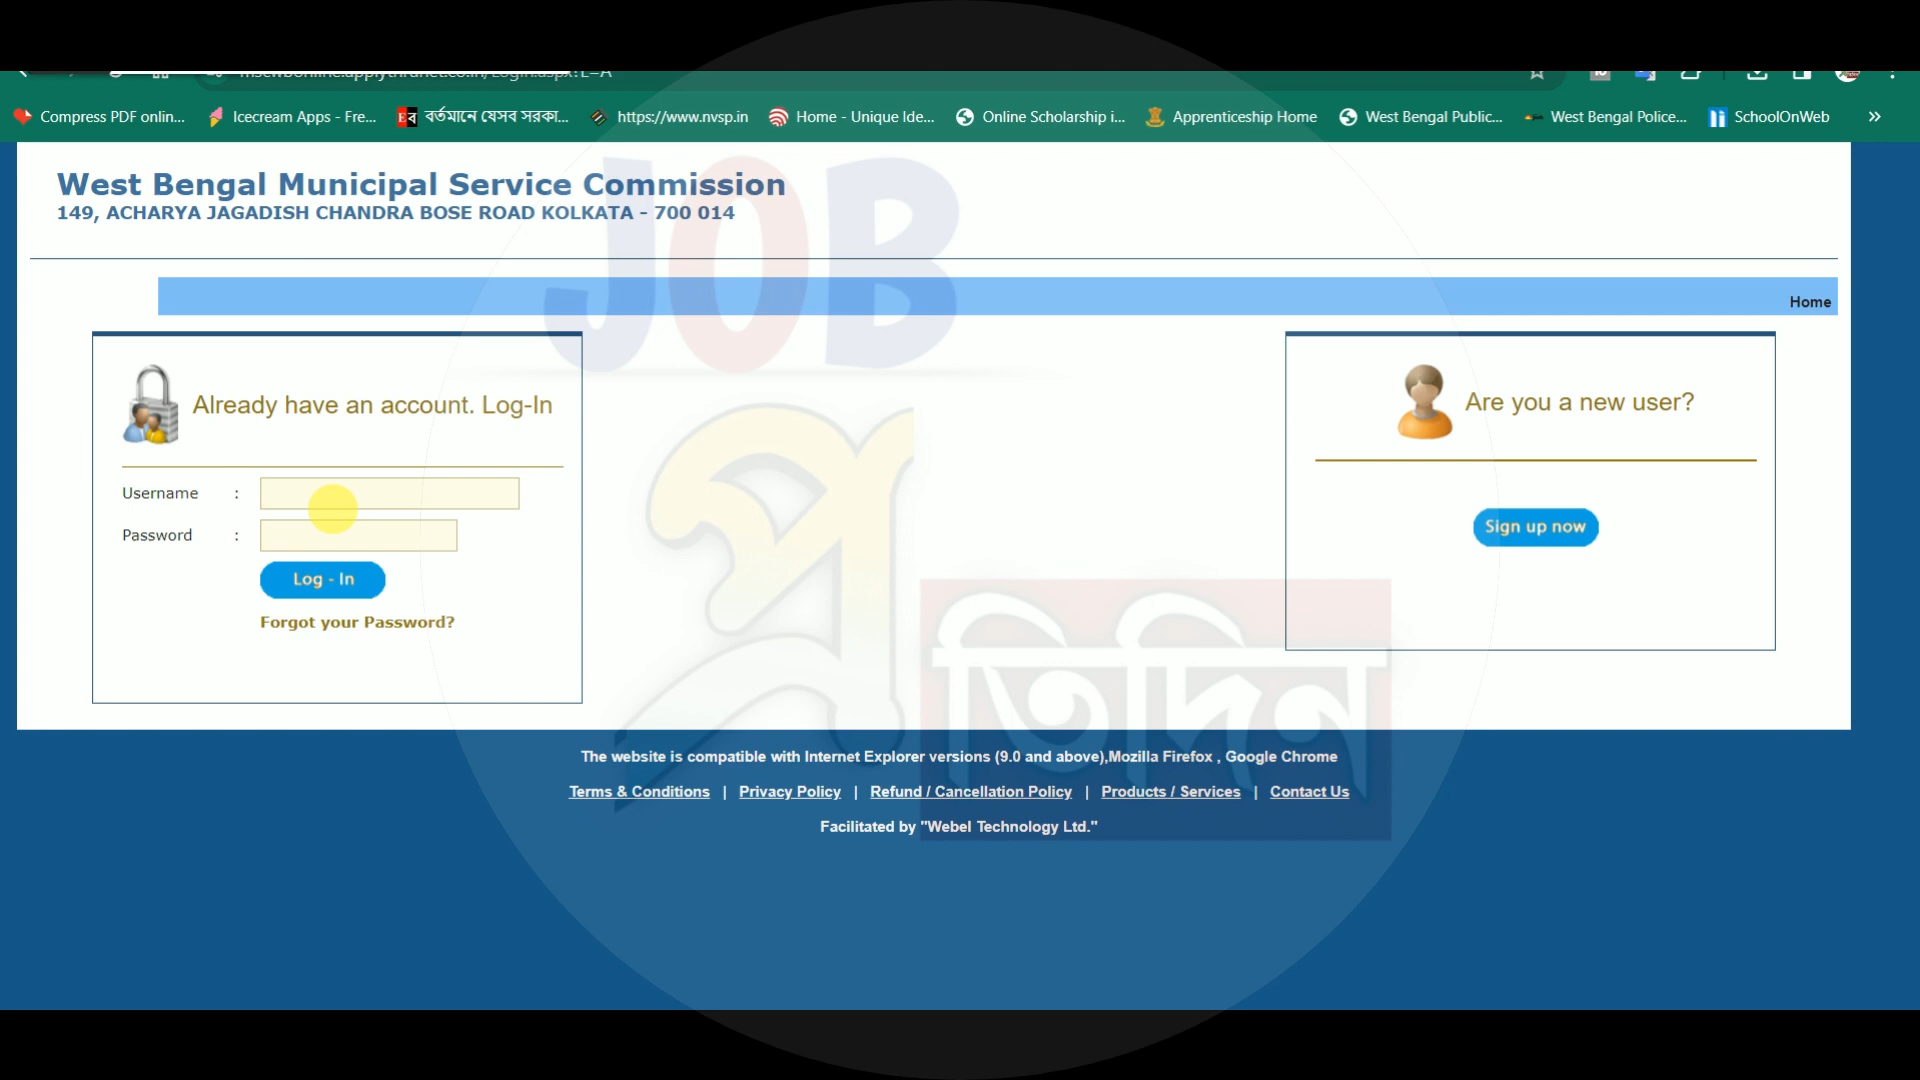 Compress PDF onlin... Icecream Apps - Fre... বর্তমানে যেসব সরকা... https://www.nvsp.in Home - Unique Ide... Online Scholarship i... Apprenticeship Home West Bengal Public... West Bengal Police... SchoolOnWeb »
West Bengal Municipal Service Commission
149, ACHARYA JAGADISH CHANDRA BOSE ROAD KOLKATA - 700 014
JOB
Home
Already have an account. Log-In
Are you a new user?
Username :
Password :
Sign up now
Log - In
Forgot your Password?
প্রতিদিন
The website is compatible with Internet Explorer versions (9.0 and above),Mozilla Firefox , Google Chrome
Terms & Conditions | Privacy Policy | Refund / Cancellation Policy | Products / Services | Contact Us
Facilitated by "Webel Technology Ltd."